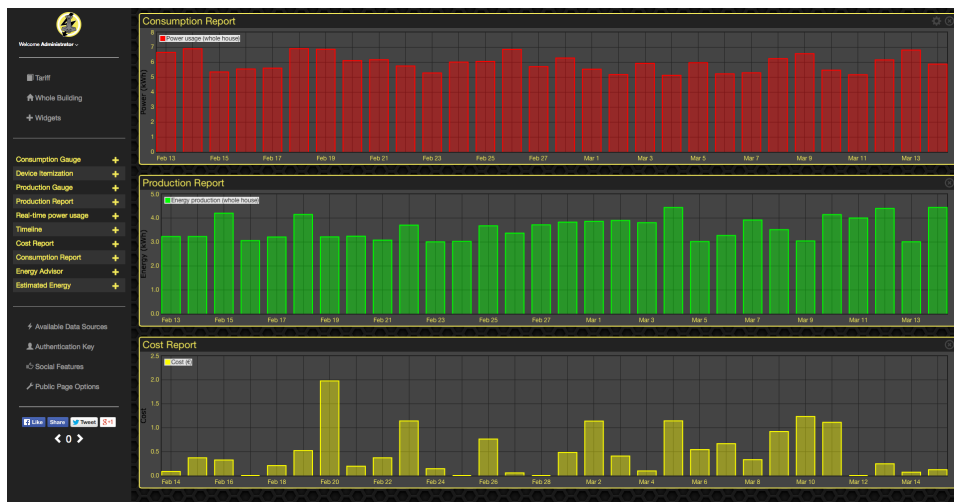 Welcome Administrator
Tariff
Whole Building
Widgets
Consumption Gauge
Device Itemization
Production Gauge
Production Report
Real-time power usage
Timeline
Cost Report
Consumption Report
Energy Advisor
Estimated Energy
Available Data Sources
Authentication Key
Social Features
Public Page Options
Like Share Tweet g+1
0
Consumption Report
Power usage (whole house)
Power (kWh)
8
7
6
5
4
3
2
1
0
Feb 13 Feb 15 Feb 17 Feb 19 Feb 21 Feb 23 Feb 25 Feb 27 Mar 1 Mar 3 Mar 5 Mar 7 Mar 9 Mar 11 Mar 13
Production Report
Energy production (whole house)
Energy (kWh)
5.0
4.0
3.0
2.0
1.0
0.0
Feb 13 Feb 15 Feb 17 Feb 19 Feb 21 Feb 23 Feb 25 Feb 27 Mar 1 Mar 3 Mar 5 Mar 7 Mar 9 Mar 11 Mar 13
Cost Report
Cost (€)
Cost
2.5
2.0
1.5
1.0
0.5
0.0
Feb 14 Feb 16 Feb 18 Feb 20 Feb 22 Feb 24 Feb 26 Feb 28 Mar 2 Mar 4 Mar 6 Mar 8 Mar 10 Mar 12 Mar 14